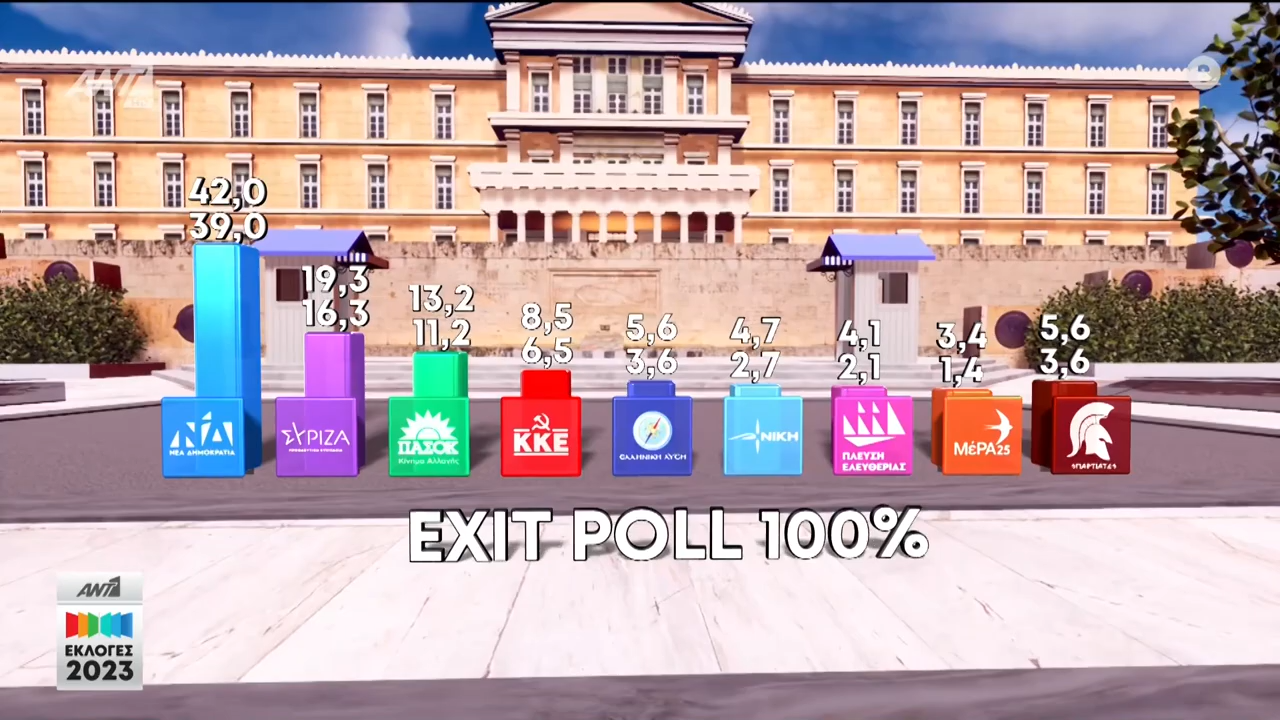 ANT1
42,0
39,0
19,3
16,3
13,2
11,2
8,5
6,5
5,6
3,6
4,7
2,7
4,1
2,1
3,4
1,4
5,6
3,6
ΝΔ
ΝΕΑ ΔΗΜΟΚΡΑΤΙΑ
ΣΥΡΙΖΑ
ΠΑΣΟΚ
Κίνημα Αλλαγής
ΚΚΕ
ΕΛΛΗΝΙΚΗ ΛΥΣΗ
ΝΙΚΗ
ΠΛΕΥΣΗ
ΕΛΕΥΘΕΡΙΑΣ
ΜέΡΑ25
ΣΠΑΡΤΙΑΤΕΣ
EXIT POLL 100%
ANT1
ΕΚΛΟΓΕΣ
2023